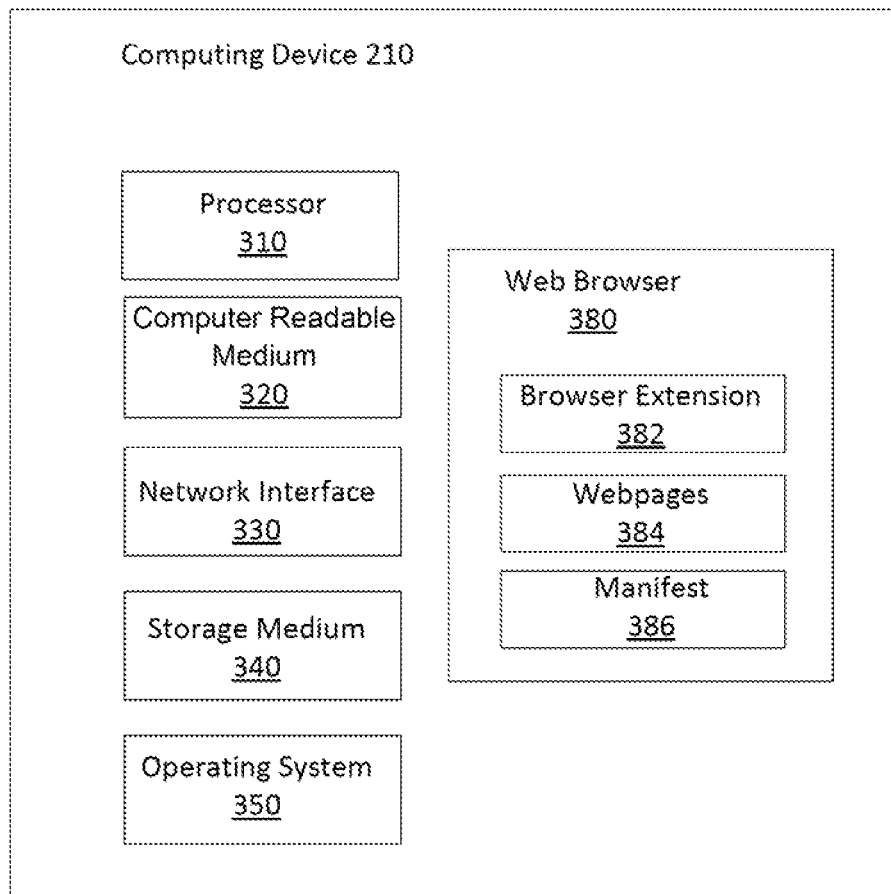 Computing Device 210
Processor
310
Computer Readable
Medium
320
Network Interface
330
Storage Medium
340
Operating System
350
Web Browser
380
Browser Extension
382
Webpages
384
Manifest
386